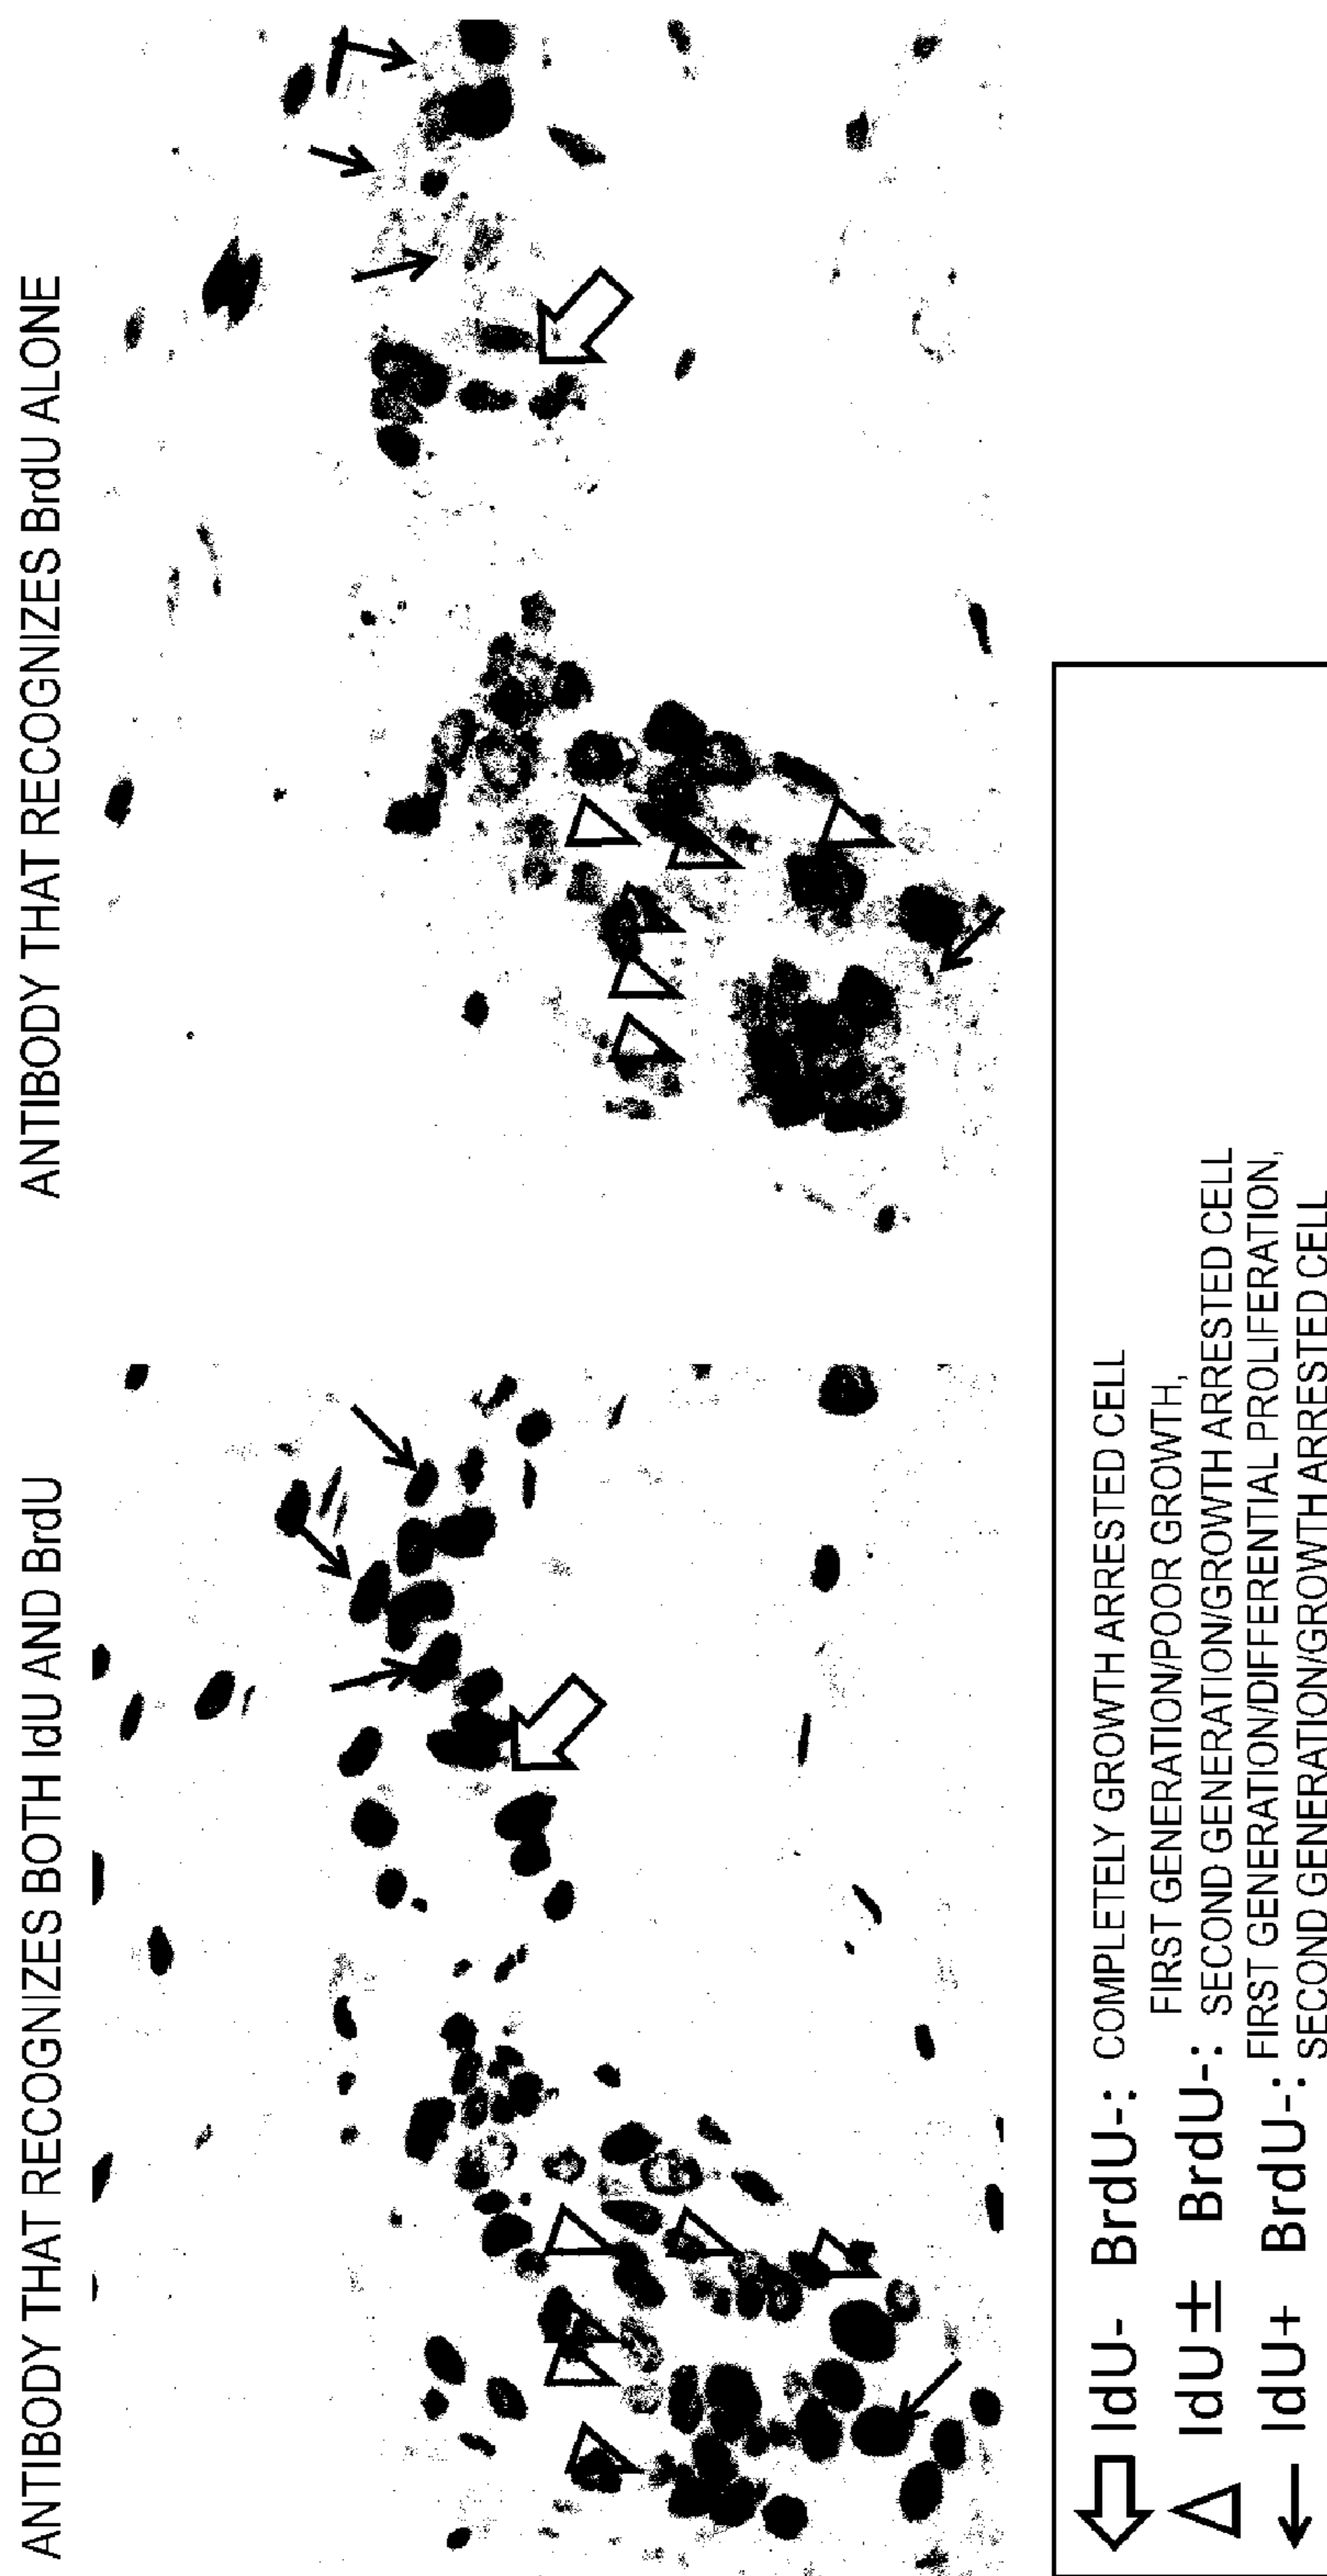 ANTIBODY THAT RECOGNIZES BOTH IdU AND BrdU
ANTIBODY THAT RECOGNIZES BrdU ALONE
IdU- BrdU-: COMPLETELY GROWTH ARRESTED CELL
FIRST GENERATION/POOR GROWTH,
IdU± BrdU-: SECOND GENERATION/GROWTH ARRESTED CELL
IdU+ BrdU-: FIRST GENERATION/DIFFERENTIAL PROLIFERATION,
SECOND GENERATION/GROWTH ARRESTED CELL